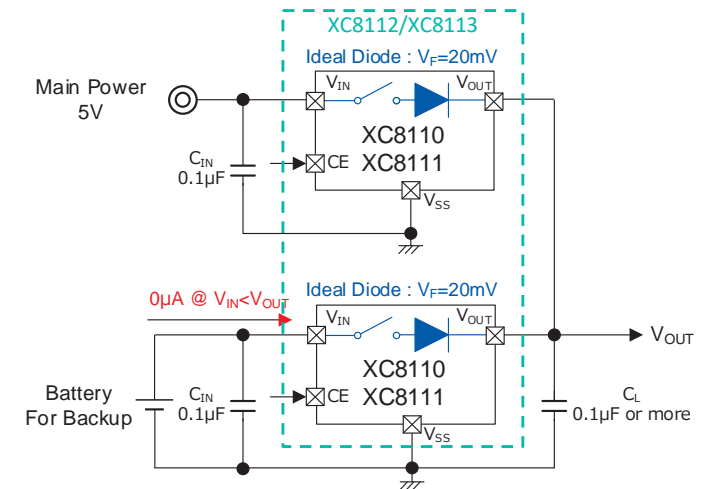 XC8112/XC8113
Ideal Diode : VF=20mV
Main Power
5V
VIN
VOUT
XC8110
XC8111
CIN
0.1µF
CE
VSS
0µA @ VIN<VOUT
Ideal Diode : VF=20mV
VIN
VOUT
VOUT
XC8110
XC8111
Battery
For Backup
CIN
0.1µF
CE
CL
0.1µF or more
VSS